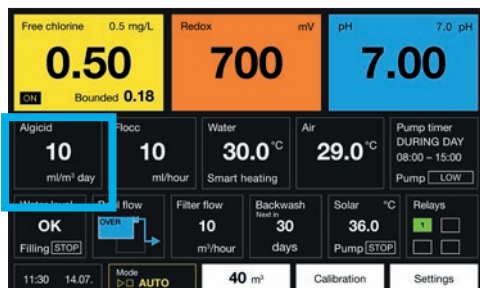 Free chlorine 0.5 mg/L
0.50
ON Bounded 0.18
Redox mV
700
pH 7.0 pH
7.00
Algicid
10
ml/m³ day
Flocc
10
ml/hour
Water
30.0 °C
Smart heating
Air
29.0 °C
Pump timer
DURING DAY
08:00 – 15:00
Pump LOW
Water level
OK
Filling STOP
flow
OVER
Filter flow
10
m³/hour
Backwash
Next in
30
days
Solar °C
36.0
Pump STOP
Relays
1
11:30 14.07.
Mode
AUTO
40 m³
Calibration
Settings